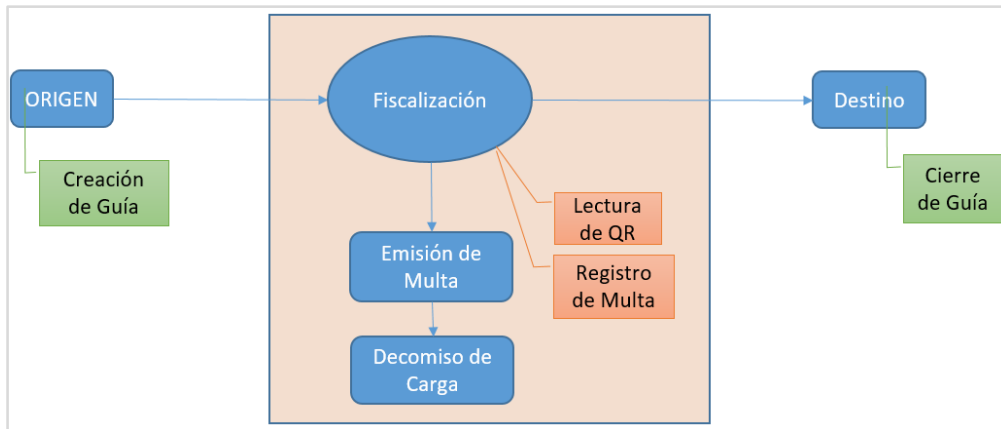 ORIGEN
Fiscalización
Destino
Creación
de Guía
Cierre
de Guía
Lectura
de QR
Emisión de
Multa
Registro
de Multa
Decomiso de
Carga